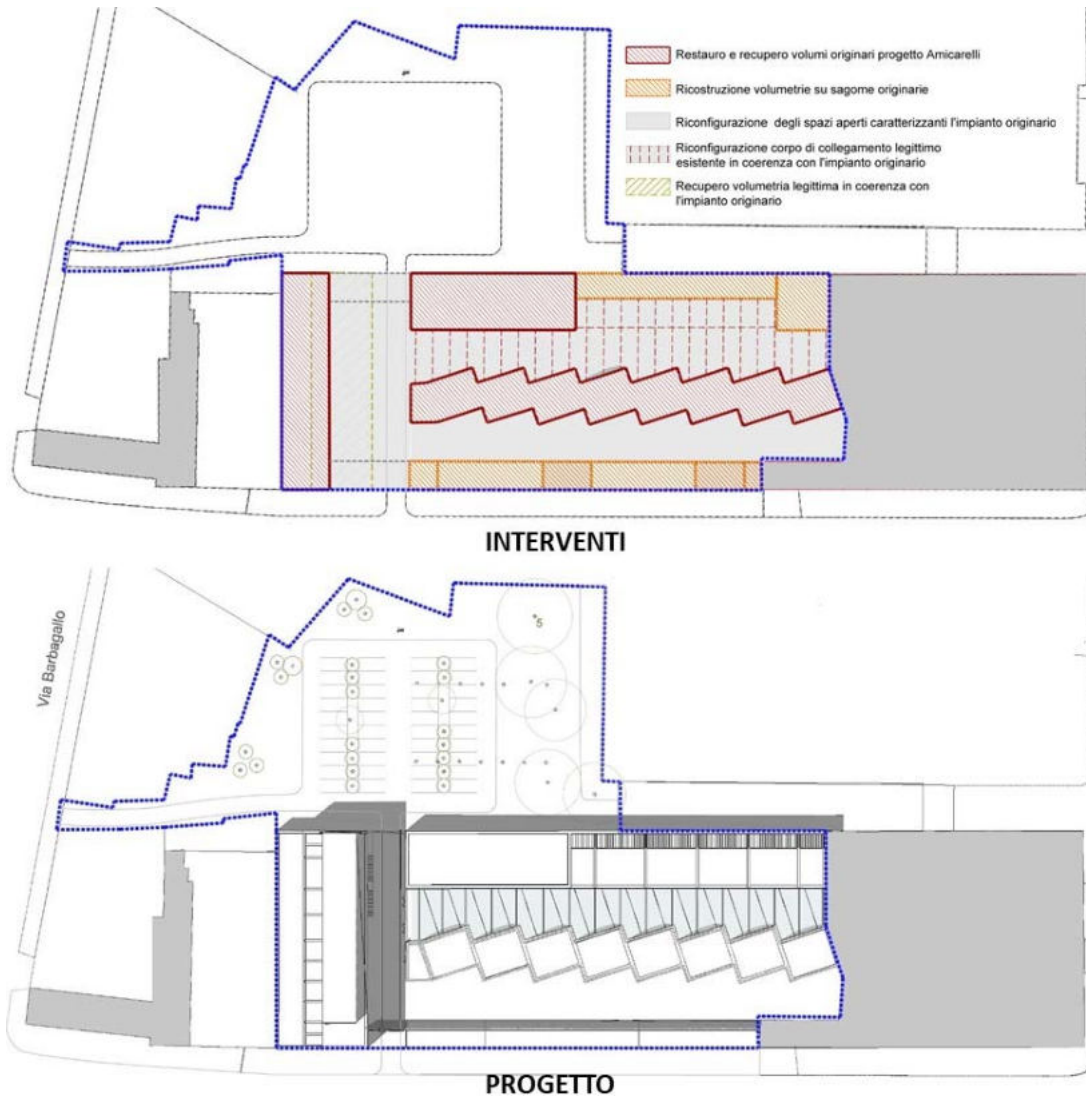 Restauro e recupero volumi originari progetto Amicarelli
Ricostruzione volumetrie su sagome originarie
Riconfigurazione degli spazi aperti caratterizzanti l'impianto originario
Riconfigurazione corpo di collegamento legittimo
esistente in coerenza con l'impianto originario
Recupero volumetria legittima in coerenza con
l'impianto originario
INTERVENTI
Via Barbagallo
5
PROGETTO